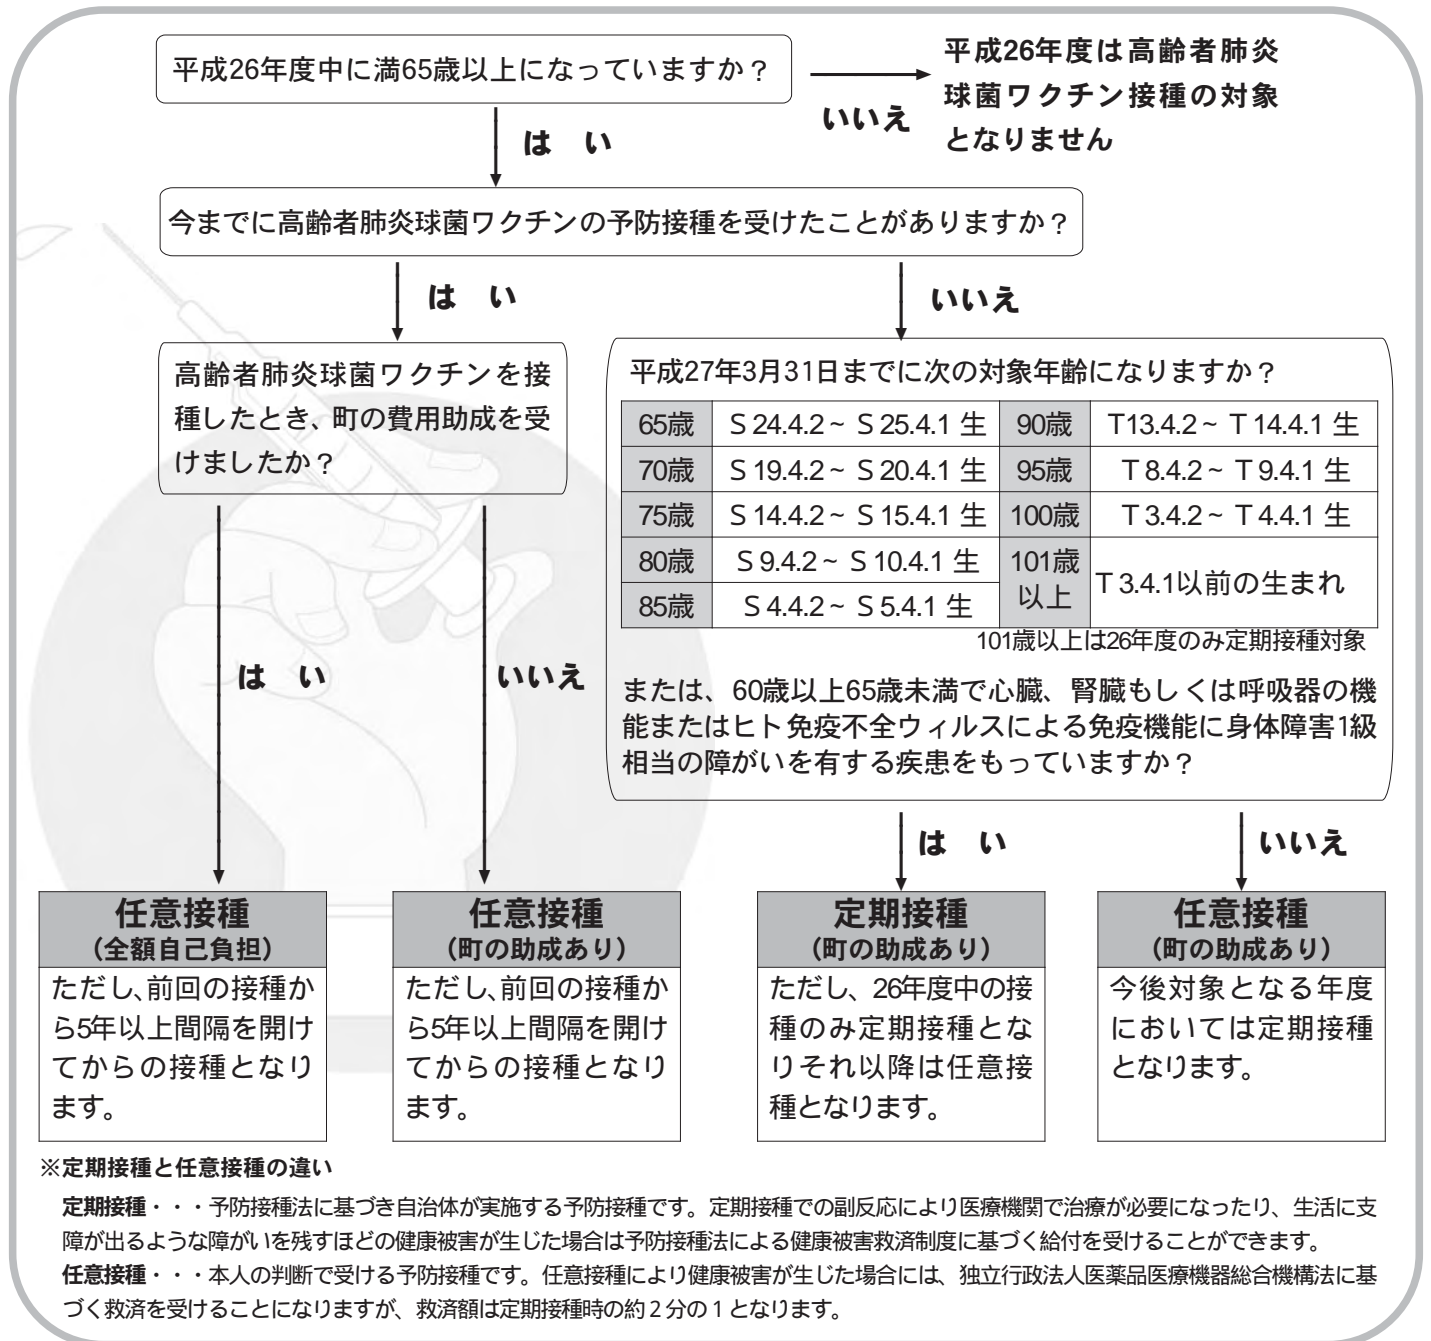 平成26年度中に満65歳以上になっていますか？
いいえ
平成26年度は高齢者肺炎
球菌ワクチン接種の対象
となりません
はい
今までに高齢者肺炎球菌ワクチンの予防接種を受けたことがありますか？
はい
いいえ
高齢者肺炎球菌ワクチンを接
種したとき、町の費用助成を受
けましたか？
平成27年3月31日までに次の対象年齢になりますか？
65歳 S24.4.2~S25.4.1生 90歳 T13.4.2~T14.4.1生
70歳 S19.4.2~S20.4.1生 95歳 T8.4.2~T9.4.1生
75歳 S14.4.2~S15.4.1生 100歳 T3.4.2~T4.4.1生
80歳 S9.4.2~S10.4.1生 101歳
以上 T3.4.1以前の生まれ
85歳 S4.4.2~S5.4.1生
101歳以上は26年度のみ定期接種対象
または、60歳以上65歳未満で心臓、腎臓もしくは呼吸器の機
能またはヒト免疫不全ウィルスによる免疫機能に身体障害1級
相当の障がいを有する疾患をもっていますか？
はい
いいえ
はい
いいえ
任意接種
（全額自己負担）
ただし、前回の接種か
ら5年以上間隔を開け
てからの接種となり
ます。
任意接種
（町の助成あり）
ただし、前回の接種か
ら5年以上間隔を開け
てからの接種となり
ます。
定期接種
（町の助成あり）
ただし、26年度中の接
種のみ定期接種とな
りそれ以降は任意接
種となります。
任意接種
（町の助成あり）
今後対象となる年度
においては定期接種
となります。
※定期接種と任意接種の違い
定期接種・・・予防接種法に基づき自治体が実施する予防接種です。定期接種での副反応により医療機関で治療が必要になったり、生活に支
障が出るような障がいを残すほどの健康被害が生じた場合は予防接種法による健康被害救済制度に基づく給付を受けることができます。
任意接種・・・本人の判断で受ける予防接種です。任意接種により健康被害が生じた場合には、独立行政法人医薬品医療機器総合機構法に基
づく救済を受けることになりますが、救済額は定期接種時の約２分の１となります。